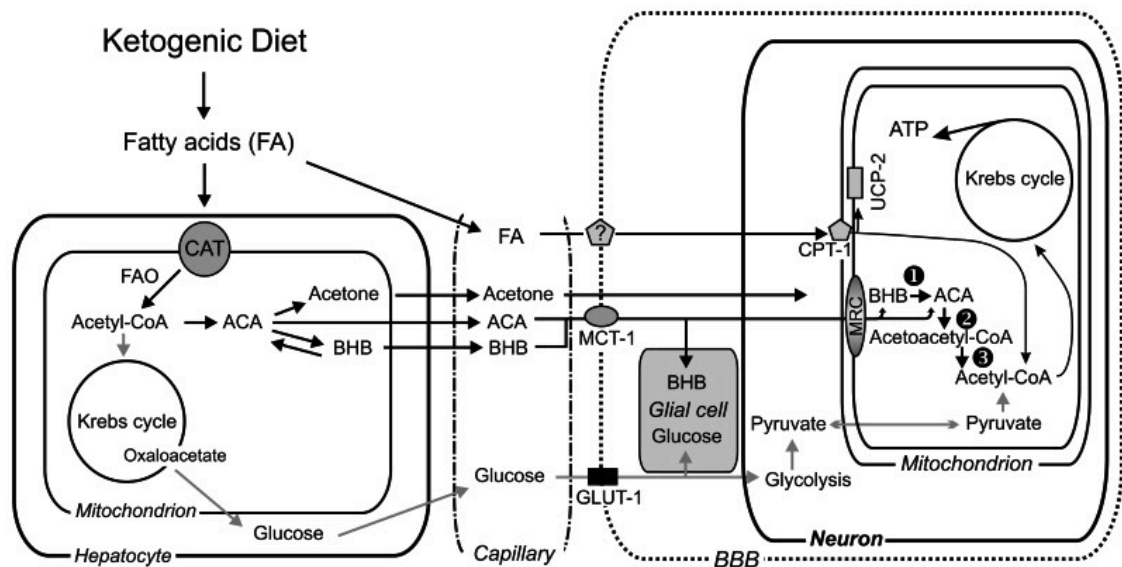 Ketogenic Diet
Fatty acids (FA)
CAT
FAO
Acetyl-CoA
ACA
Acetone
BHB
Krebs cycle
Oxaloacetate
Mitochondrion
Glucose
Hepatocyte
FA
Acetone
ACA
BHB
Glucose
Capillary
?
MCT-1
GLUT-1
BHB
Glial cell
Glucose
BBB
ATP
Krebs cycle
UCP-2
CPT-1
MRC
BHB
1
ACA
2
Acetoacetyl-CoA
3
Acetyl-CoA
Pyruvate
Pyruvate
Glycolysis
Mitochondrion
Neuron